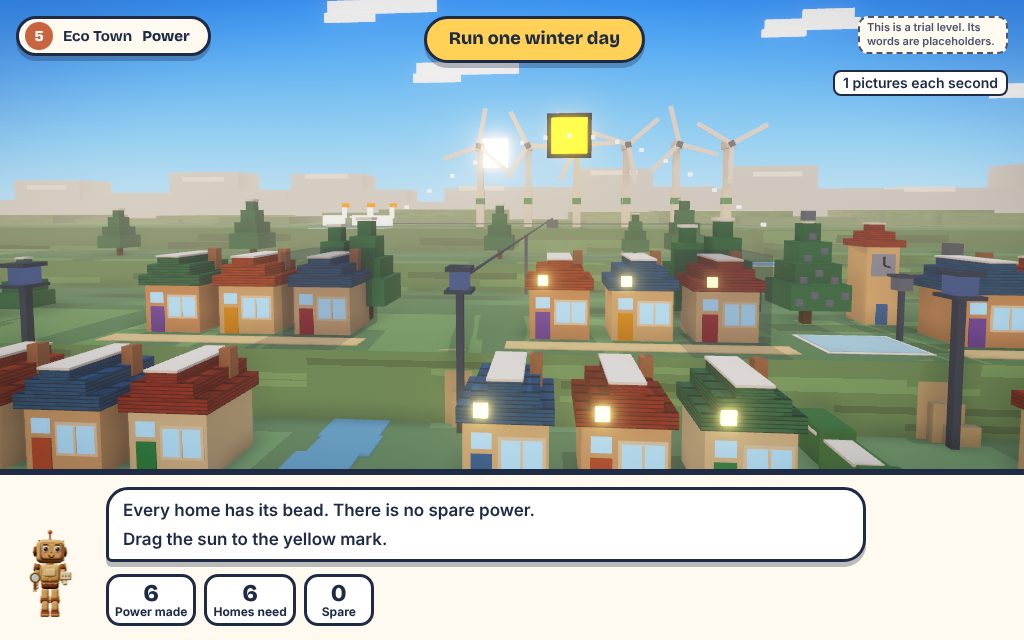 5 Eco Town Power
Run one winter day
This is a trial level. Its
words are placeholders.
1 pictures each second
Every home has its bead. There is no spare power.
Drag the sun to the yellow mark.
6
Power made
6
Homes need
0
Spare